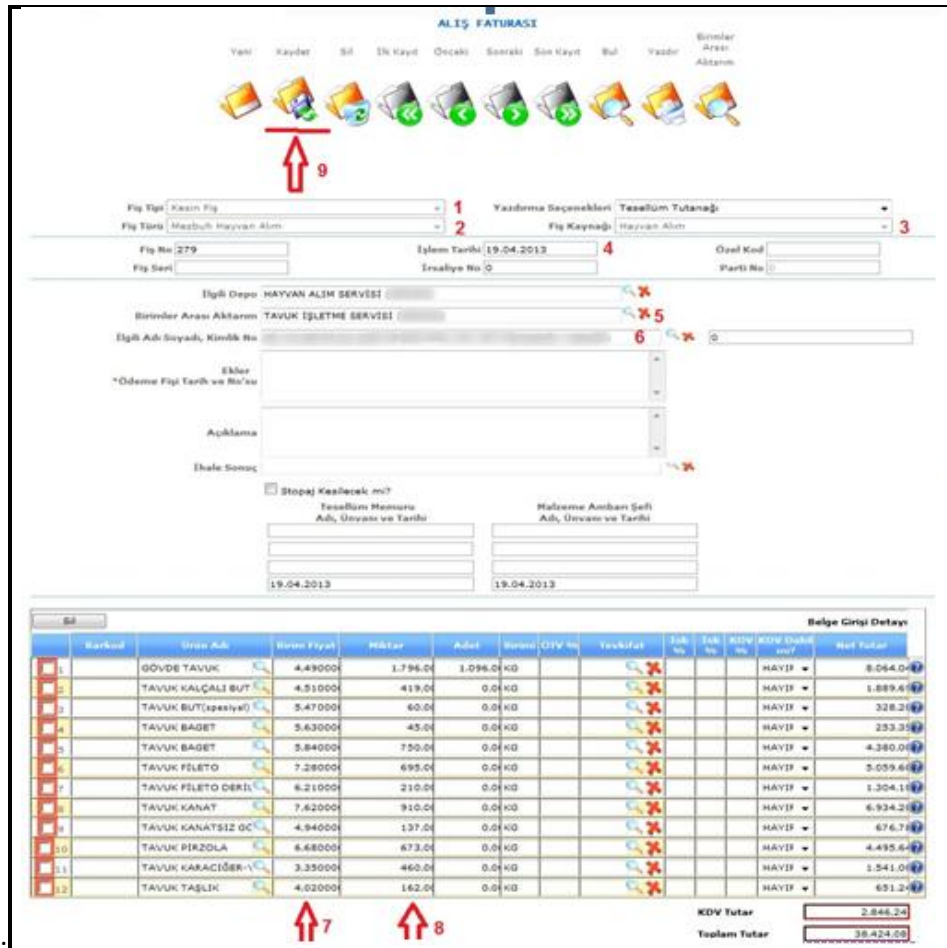 ALIŞ FATURASI
Yeni Kaydet Sil İlk Kayıt Önceki Sonraki Son Kayıt Bul Yazdır Birimler Arası Aktarım
9
Fiş Tipi Kesin Fiş 1 Yazdırma Seçenekleri Tesellüm Tutanağı
Fiş Türü Mezbuh Hayvan Alım 2 Fiş Kaynağı Hayvan Alım 3
Fiş No 279 İşlem Tarihi 19.04.2013 4 Özel Kod
Fiş Seri İrsaliye No 0 Parti No 0
İlgili Depo HAYVAN ALIM SERVİSİ
Birimler Arası Aktarım TAVUK İŞLETME SERVİSİ 5
İlgili Adı Soyadı, Kimlik No 6 0
Ekler
*Ödeme Fişi Tarih ve No'su
Açıklama
İhale Sonuç
Stopaj Kesilecek mi?
Tesellüm Memuru Malzeme Ambarı Şefi
Adı, Ünvanı ve Tarihi Adı, Ünvanı ve Tarihi
19.04.2013 19.04.2013
Sil Belge Girişi Detayı
Barkod Ürün Adı Birim Fiyat Miktar Adet Birimi ÖTV % Tevkifat İsk % İsk % KDV % KDV Dahil mi? Net Tutar
1 GÖVDE TAVUK 4.49000 1.796.0 1.096.0 KG HAYIR 8.064.0
2 TAVUK KALÇALI BUT 4.51000 419.0 0.0 KG HAYIR 1.889.6
3 TAVUK BUT(spesiyal) 5.47000 60.0 0.0 KG HAYIR 328.2
4 TAVUK BAGET 5.63000 45.0 0.0 KG HAYIR 253.35
5 TAVUK BAGET 5.84000 750.0 0.0 KG HAYIR 4.380.0
6 TAVUK FİLETO 7.28000 695.0 0.0 KG HAYIR 5.059.6
7 TAVUK FİLETO DERİL 6.21000 210.0 0.0 KG HAYIR 1.304.1
8 TAVUK KANAT 7.62000 910.0 0.0 KG HAYIR 6.934.2
9 TAVUK KANATSIZ GÖ 4.94000 137.0 0.0 KG HAYIR 676.7
10 TAVUK PİRZOLA 6.68000 673.0 0.0 KG HAYIR 4.495.6
11 TAVUK KARACİĞER-Y 3.35000 460.0 0.0 KG HAYIR 1.541.0
12 TAVUK TAŞLIK 4.02000 162.0 0.0 KG HAYIR 651.2
7 8 KDV Tutar 2.846.24
Toplam Tutar 38.424.08